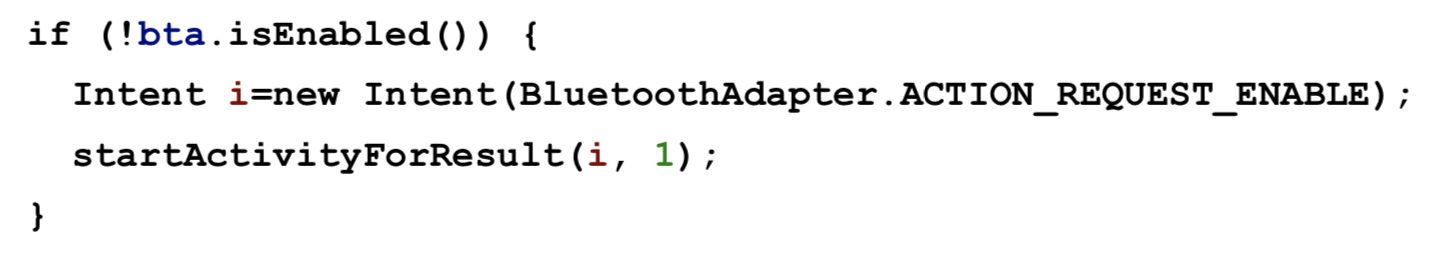 if (!bta.isEnabled()) {
Intent i=new Intent(BluetoothAdapter.ACTION_REQUEST_ENABLE);
startActivityForResult(i, 1);
}